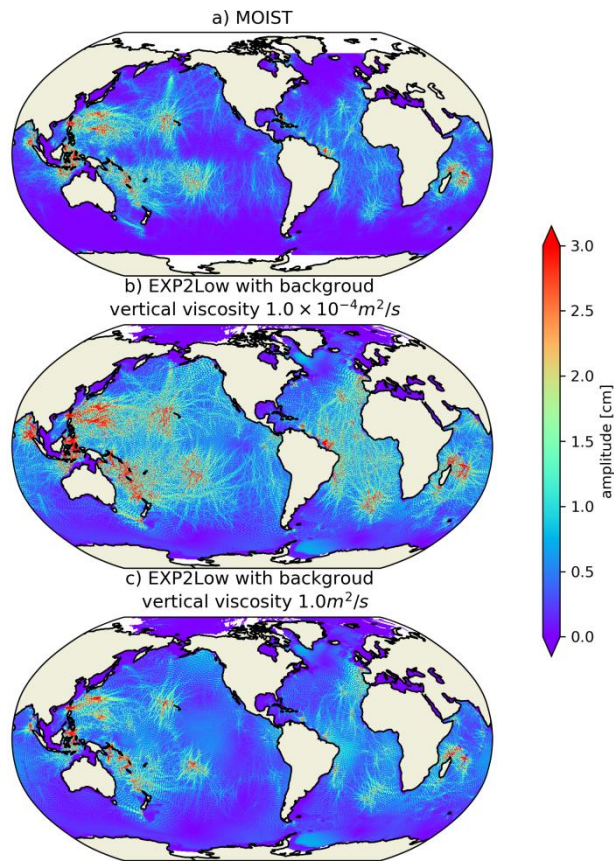 a) MOIST
b) EXP2Low with backgroud
vertical viscosity 1.0 × 10⁻⁴m²/s
c) EXP2Low with backgroud
vertical viscosity 1.0m²/s
3.0
2.5
2.0
1.5
1.0
0.5
0.0
amplitude [cm]